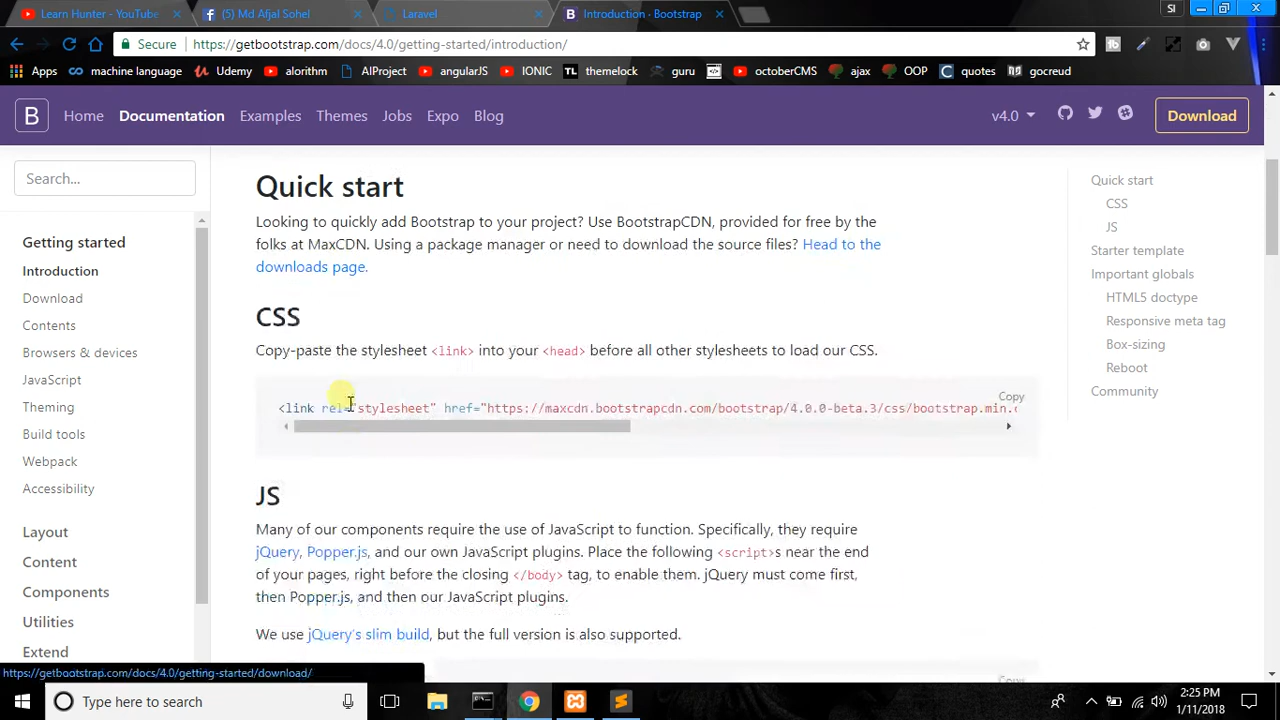 Learn Hunter - YouTube
(5) Md Afjal Sohel
Laravel
Introduction · Bootstrap
SI
Secure
https://getbootstrap.com/docs/4.0/getting-started/introduction/
Apps
machine language
Udemy
alorithm
AIProject
angularJS
IONIC
TL
themelock
guru
octoberCMS
ajax
OOP
quotes
gocreud
B
Home
Documentation
Examples
Themes
Jobs
Expo
Blog
v4.0
Download
Search...
Getting started
Introduction
Download
Contents
Browsers & devices
JavaScript
Theming
Build tools
Webpack
Accessibility
Layout
Content
Components
Utilities
Extend
Quick start
Looking to quickly add Bootstrap to your project? Use BootstrapCDN, provided for free by the
folks at MaxCDN. Using a package manager or need to download the source files? Head to the
downloads page.
CSS
Copy-paste the stylesheet <link> into your <head> before all other stylesheets to load our CSS.
Copy
<link rel="stylesheet" href="https://maxcdn.bootstrapcdn.com/bootstrap/4.0.0-beta.3/css/bootstrap.min.c
JS
Many of our components require the use of JavaScript to function. Specifically, they require
jQuery, Popper.js, and our own JavaScript plugins. Place the following <script>s near the end
of your pages, right before the closing </body> tag, to enable them. jQuery must come first,
then Popper.js, and then our JavaScript plugins.
We use jQuery's slim build, but the full version is also supported.
Copy
Quick start
CSS
JS
Starter template
Important globals
HTML5 doctype
Responsive meta tag
Box-sizing
Reboot
Community
https://getbootstrap.com/docs/4.0/getting-started/download/
Type here to search
2:25 PM
1/11/2018